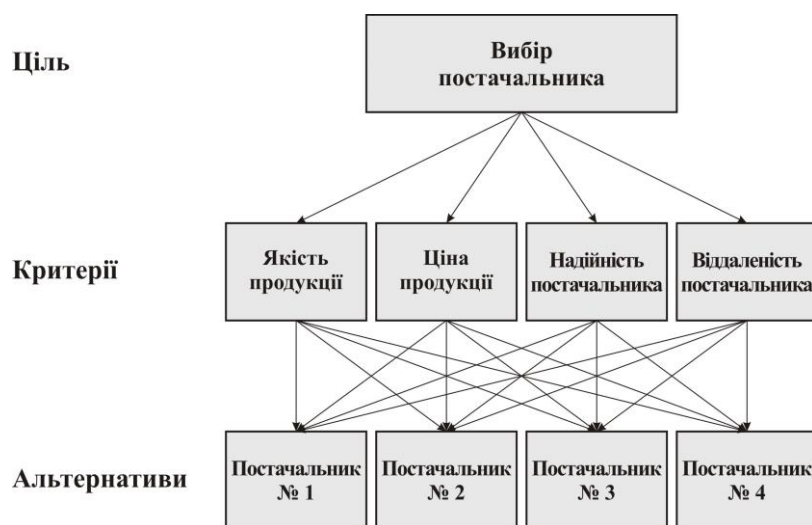 Ціль
Вибір
постачальника
Критерії
Якість
продукції
Ціна
продукції
Надійність
постачальника
Віддаленість
постачальника
Альтернативи
Постачальник
№ 1
Постачальник
№ 2
Постачальник
№ 3
Постачальник
№ 4